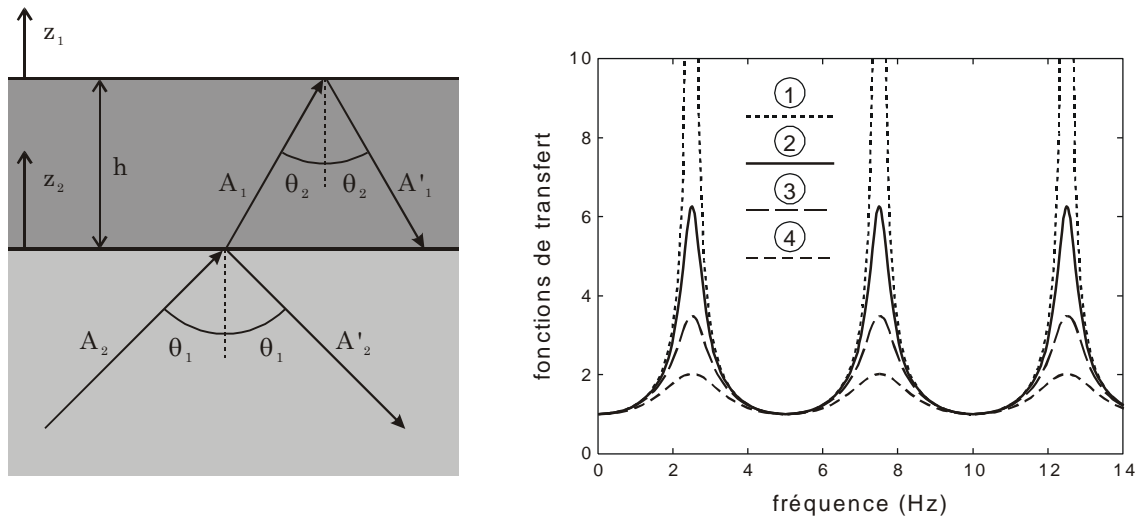 z₁
h
z₂
A₁
θ₂
θ₂
A'₁
A₂
θ₁
θ₁
A'₂
fonctions de transfert
10
8
6
4
2
0
①
②
③
④
0 2 4 6 8 10 12 14
fréquence (Hz)